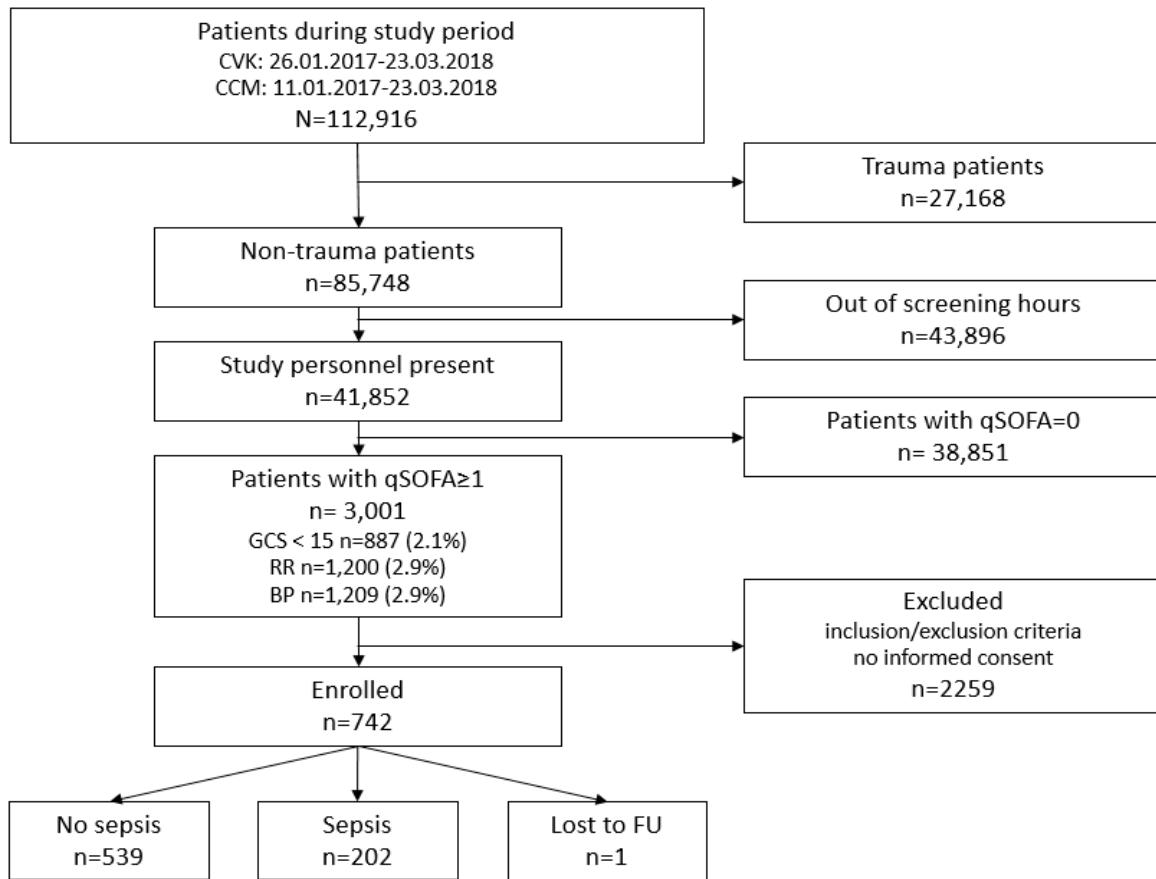 Patients during study period
CVK: 26.01.2017-23.03.2018
CCM: 11.01.2017-23.03.2018
N=112,916
Trauma patients
n=27,168
Non-trauma patients
n=85,748
Out of screening hours
n=43,896
Study personnel present
n=41,852
Patients with qSOFA=0
n= 38,851
Patients with qSOFA≥1
n= 3,001
GCS < 15 n=887 (2.1%)
RR n=1,200 (2.9%)
BP n=1,209 (2.9%)
Excluded
inclusion/exclusion criteria
no informed consent
n=2259
Enrolled
n=742
No sepsis
n=539
Sepsis
n=202
Lost to FU
n=1